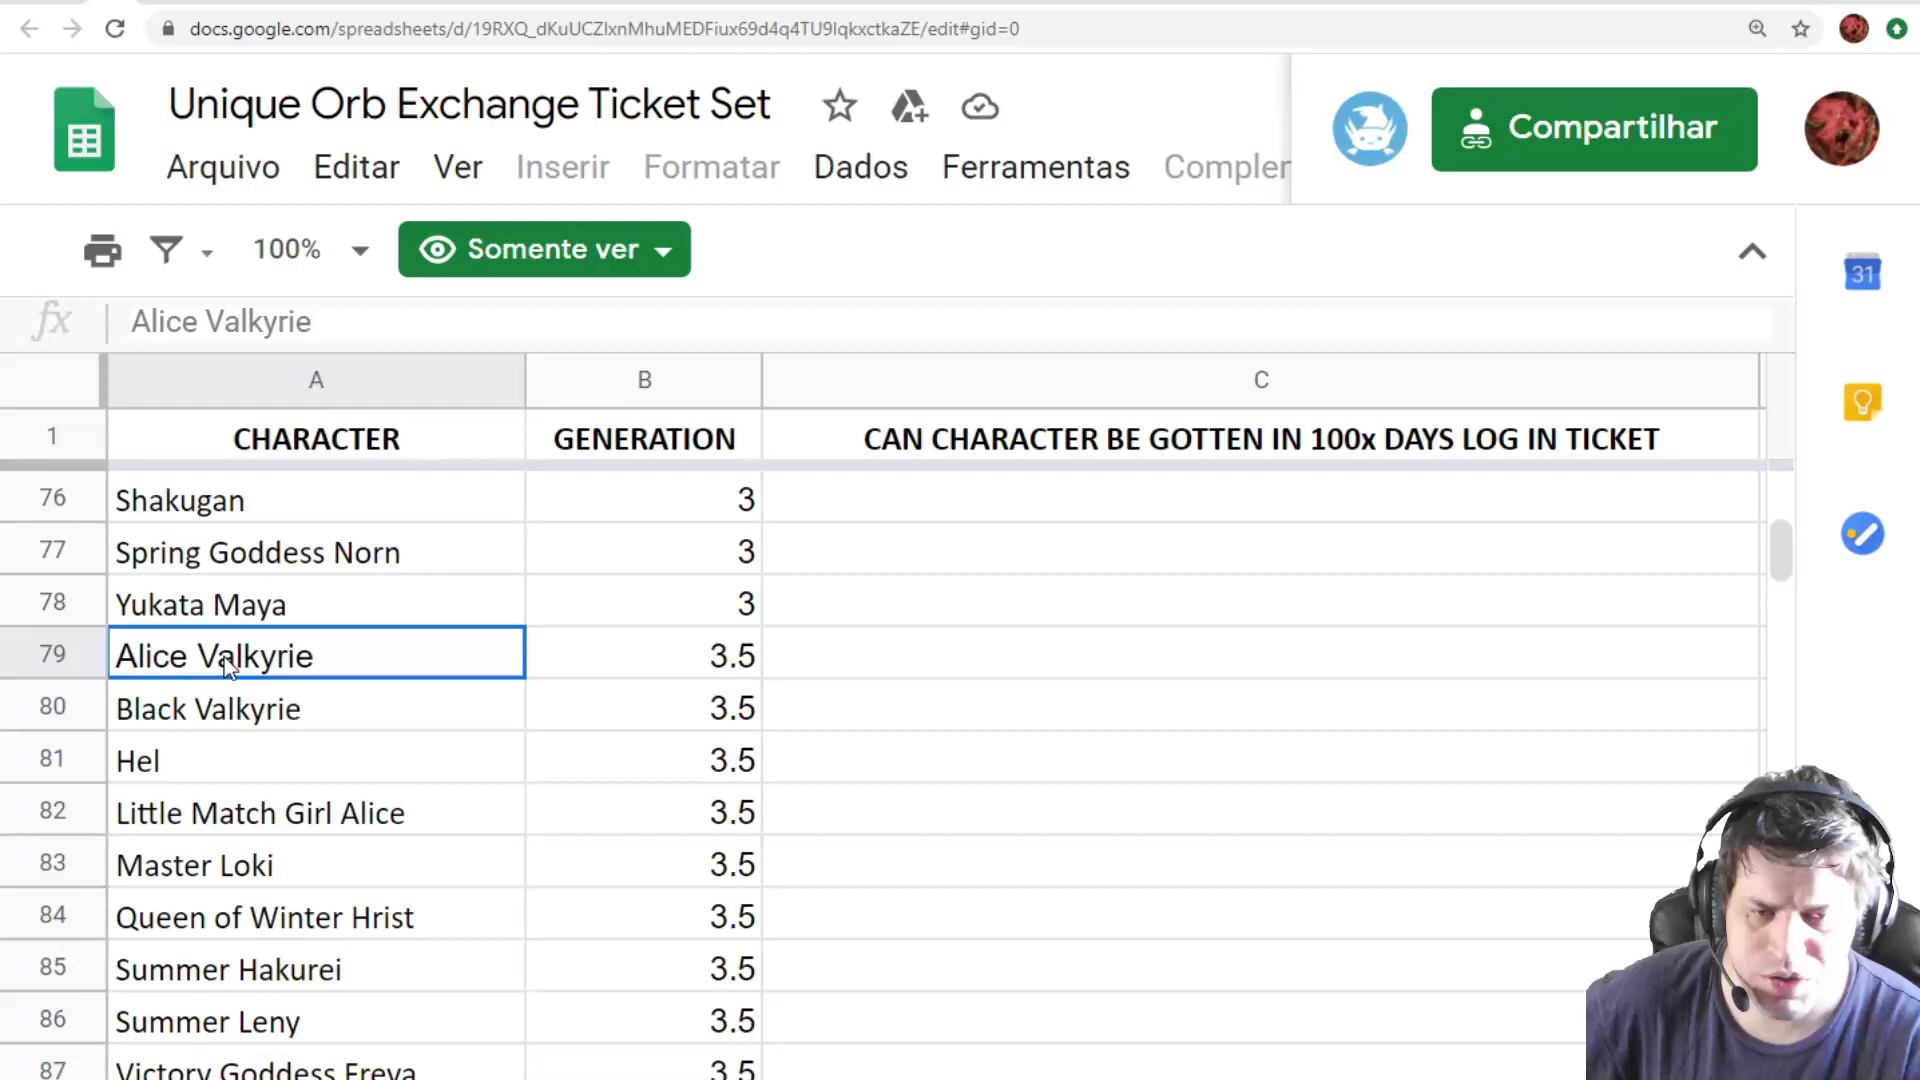 docs.google.com/spreadsheets/d/19RXQ_dKuUCZlxnMhuMEDFiux69d4q4TU9IqkxctkaZE/edit#gid=0
Unique Orb Exchange Ticket Set
Arquivo Editar Ver Inserir Formatar Dados Ferramentas Compler
Compartilhar
100% Somente ver
31
fx Alice Valkyrie
A B C
1 CHARACTER GENERATION CAN CHARACTER BE GOTTEN IN 100x DAYS LOG IN TICKET
76 Shakugan 3
77 Spring Goddess Norn 3
78 Yukata Maya 3
79 Alice Valkyrie 3.5
80 Black Valkyrie 3.5
81 Hel 3.5
82 Little Match Girl Alice 3.5
83 Master Loki 3.5
84 Queen of Winter Hrist 3.5
85 Summer Hakurei 3.5
86 Summer Leny 3.5
87 Victory Goddess Freya 3.5